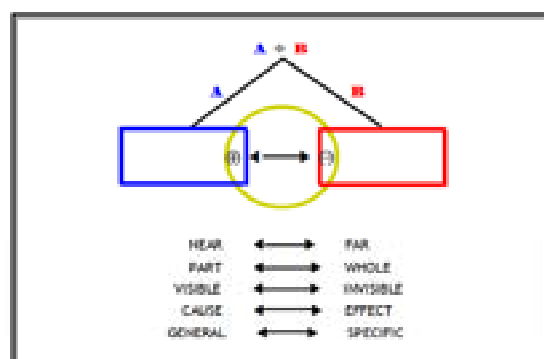 A = B
A B
NEAR FAR
PART WHOLE
VISIBLE INVISIBLE
CAUSE EFFECT
GENERAL SPECIFIC